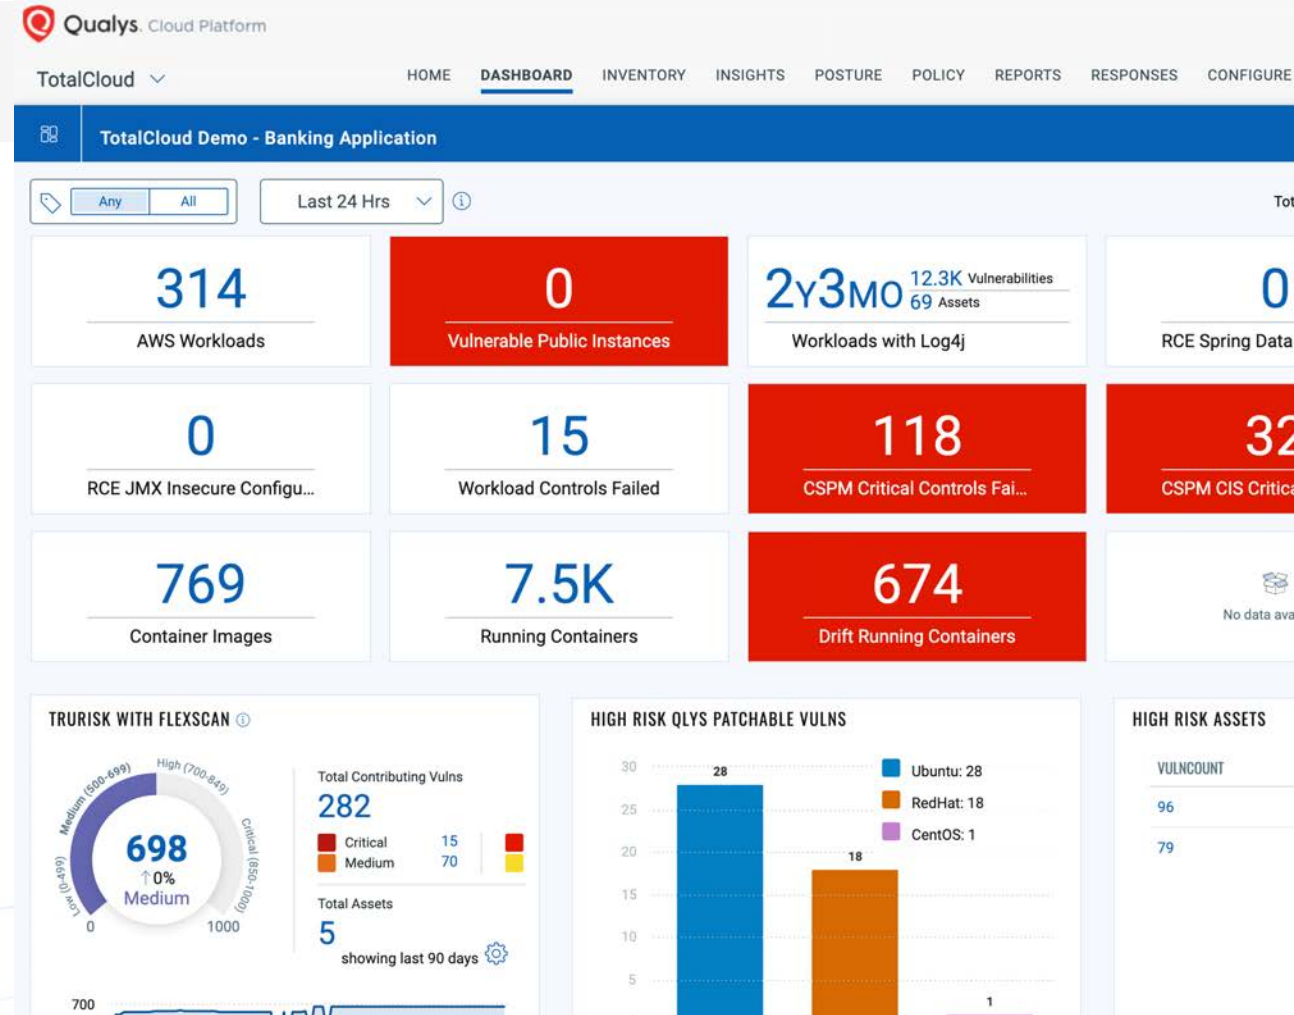 Qualys. Cloud Platform
TotalCloud
HOME DASHBOARD INVENTORY INSIGHTS POSTURE POLICY REPORTS RESPONSES CONFIGURE
TotalCloud Demo - Banking Application
Any All Last 24 Hrs
Tot
314
AWS Workloads
0
Vulnerable Public Instances
2Y3MO 12.3K Vulnerabilities
69 Assets
Workloads with Log4j
0
RCE Spring Data
0
RCE JMX Insecure Configu...
15
Workload Controls Failed
118
CSPM Critical Controls Fai...
32
CSPM CIS Critica
769
Container Images
7.5K
Running Containers
674
Drift Running Containers
No data ava
TRURISK WITH FLEXSCAN
Low (0-499)
Medium (500-699)
High (700-849)
Critical (850-1000)
698
↑0%
Medium
0 1000
Total Contributing Vulns
282
Critical 15
Medium 70
Total Assets
5
showing last 90 days
700
HIGH RISK QLYS PATCHABLE VULNS
30
25
20
15
10
5
28
18
1
Ubuntu: 28
RedHat: 18
CentOS: 1
HIGH RISK ASSETS
VULNCOUNT
96
79